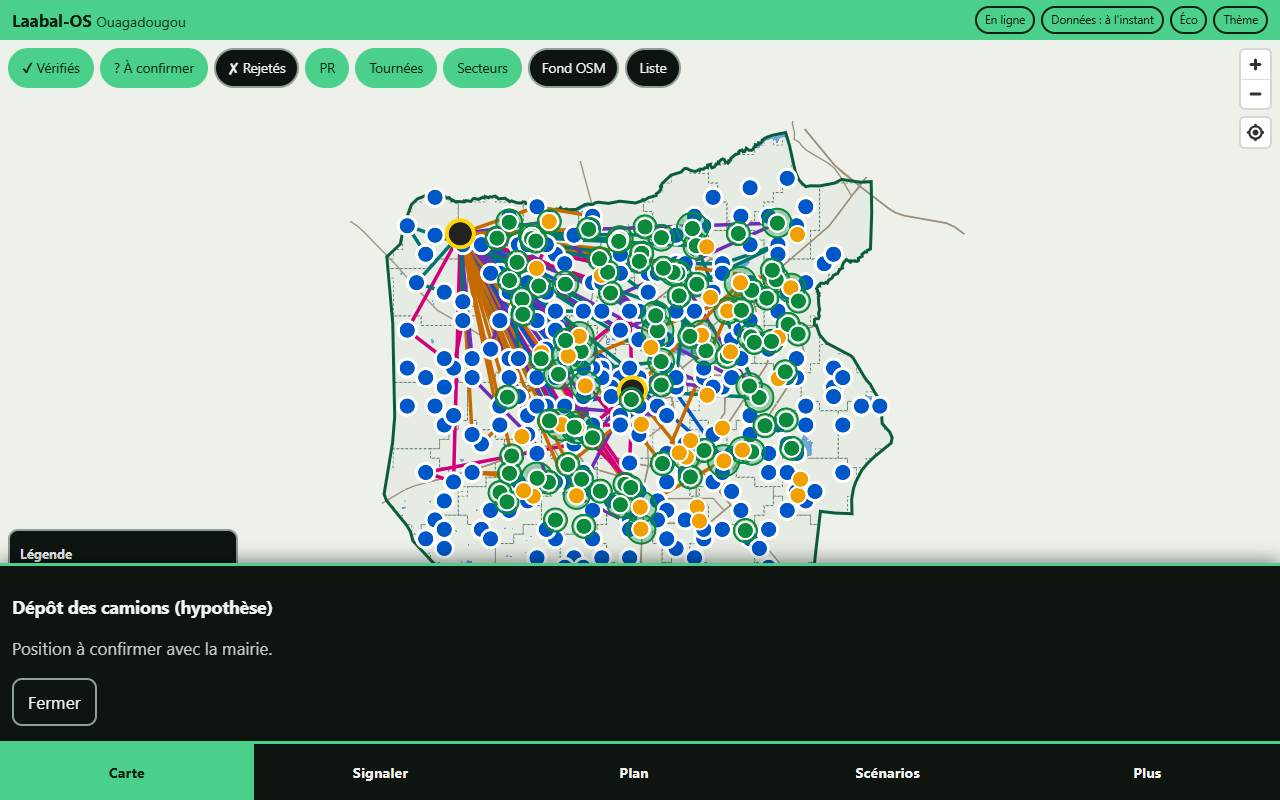 Laabal-OS Ouagadougou
En ligne
Données : à l'instant
Éco
Thème
✓ Vérifiés
? À confirmer
✗ Rejetés
PR
Tournées
Secteurs
Fond OSM
Liste
+
−
Légende
Dépôt des camions (hypothèse)
Position à confirmer avec la mairie.
Fermer
Carte
Signaler
Plan
Scénarios
Plus